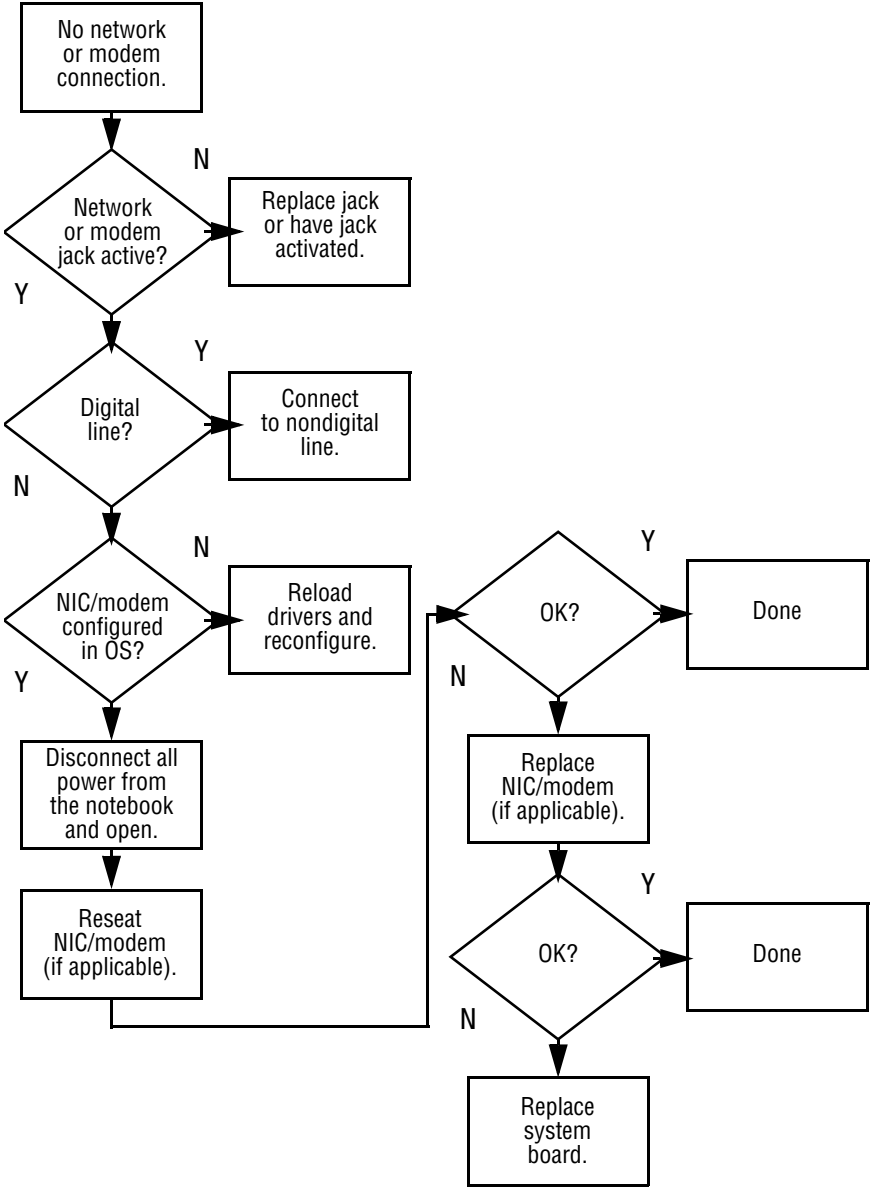 No network
or modem
connection.
N
Network
or modem
jack active?
Replace jack
or have jack
activated.
Y
Y
Digital
line?
Connect
to nondigital
line.
N
N
NIC/modem
configured
in OS?
Reload
drivers and
reconfigure.
Y
Disconnect all
power from
the notebook
and open.
Reseat
NIC/modem
(if applicable).
Y
OK?
Done
N
Replace
NIC/modem
(if applicable).
Y
OK?
Done
N
Replace
system
board.